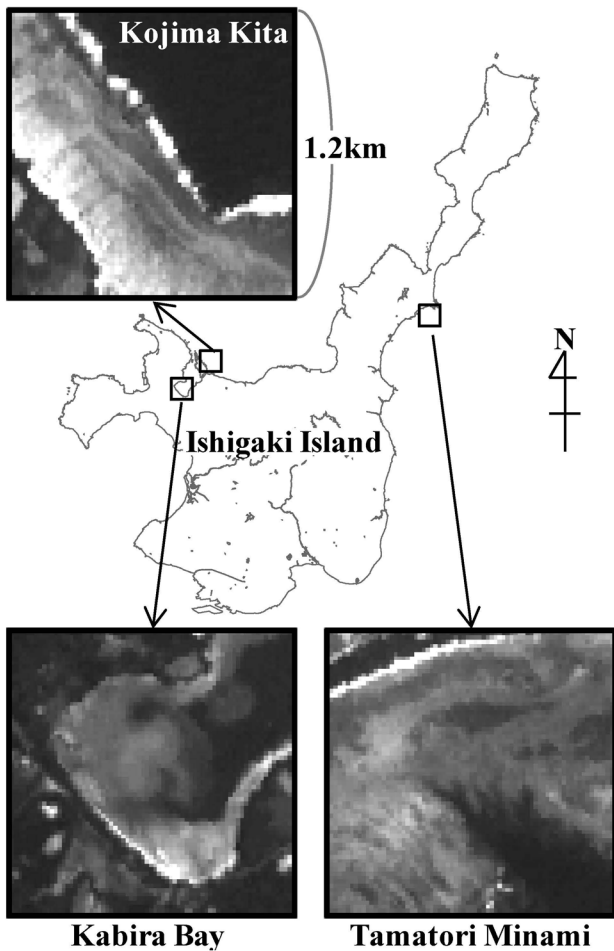 Kojima Kita
1.2km
N
Ishigaki Island
Kabira Bay
Tamatori Minami